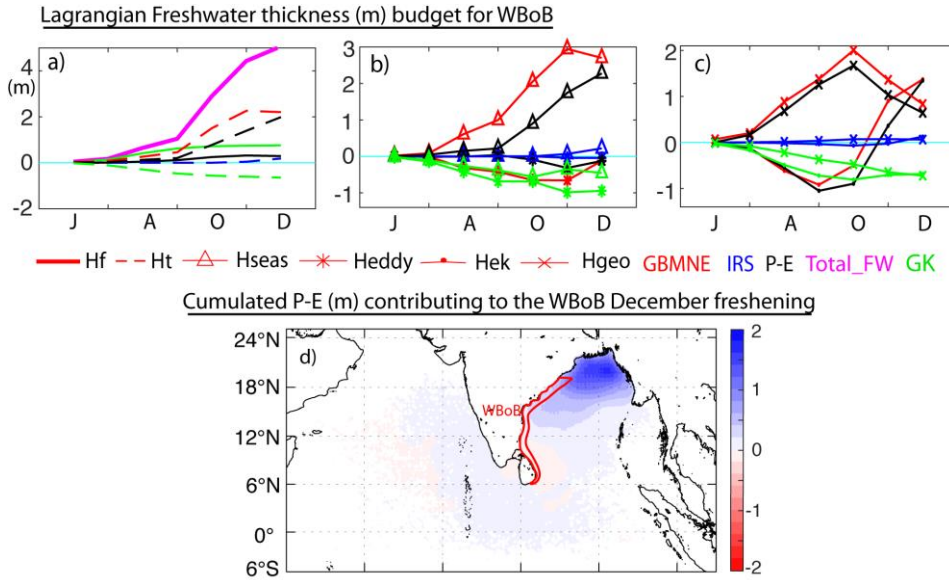 Lagrangian Freshwater thickness (m) budget for WBoB
a) b) c)
4 3 2
(m)
2 2 1
1
0 0 0
-1 -1
-2
J A O D J A O D J A O D
Hf Ht Hseas Heddy Hek Hgeo GBMNE IRS P-E Total_FW GK
Cumulated P-E (m) contributing to the WBoB December freshening
24°N d) 2
18°N 1
WBoB
12°N 0
6°N
0° -1
6°S -2